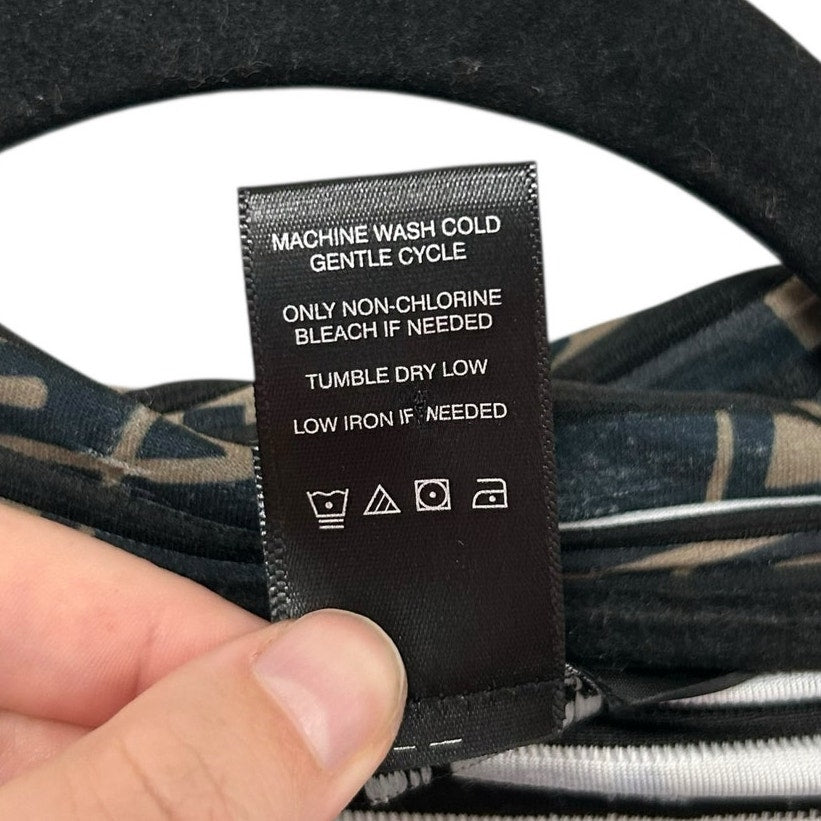 MACHINE WASH COLD
GENTLE CYCLE
ONLY NON-CHLORINE
BLEACH IF NEEDED
TUMBLE DRY LOW
LOW IRON IF NEEDED